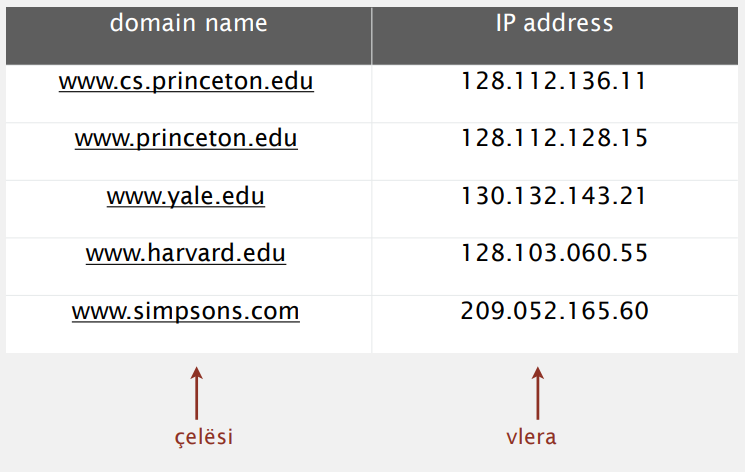 domain name IP address
www.cs.princeton.edu 128.112.136.11
www.princeton.edu 128.112.128.15
www.yale.edu 130.132.143.21
www.harvard.edu 128.103.060.55
www.simpsons.com 209.052.165.60
çelësi vlera